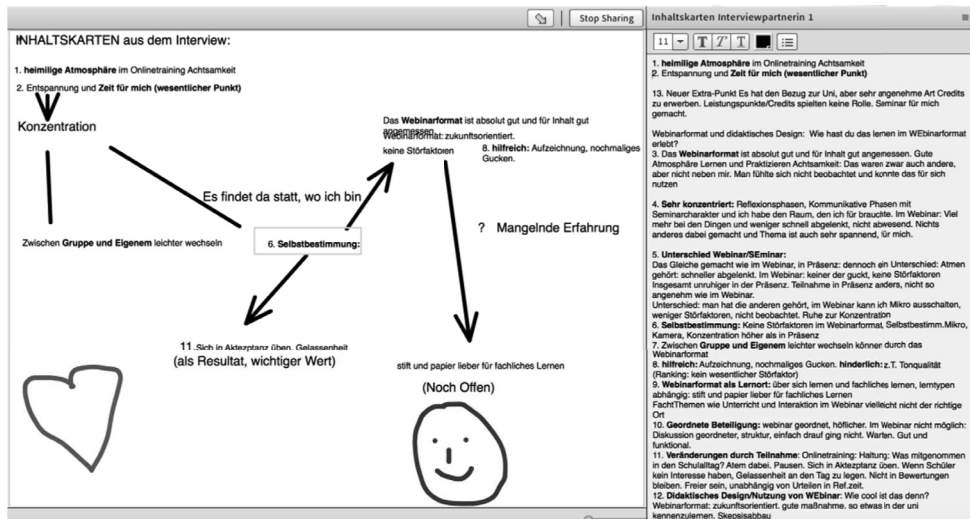 Stop Sharing
INHALTSKARTEN aus dem Interview:
1. heimilige Atmosphäre im Onlinetraining Achtsamkeit
2. Entspannung und Zeit für mich (wesentlicher Punkt)
Konzentration
Das Webinarformat ist absolut gut und für Inhalt gut
angemessen
Webinarformat: zukunftsorientiert.
keine Störfaktoren
8. hilfreich: Aufzeichnung, nochmaliges
Gucken.
Es findet da statt, wo ich bin
? Mangelnde Erfahrung
Zwischen Gruppe und Eigenem leichter wechseln
6. Selbstbestimmung:
11. Sich in Aktezptanz üben, Gelassenheit
(als Resultat, wichtiger Wert)
stift und papier lieber für fachliches Lernen
(Noch Offen)
Inhaltskarten Interviewpartnerin 1
11 T T T
1. heimilige Atmosphäre im Onlinetraining Achtsamkeit
2. Entspannung und Zeit für mich (wesentlicher Punkt)
13. Neuer Extra-Punkt Es hat den Bezug zur Uni, aber sehr angenehme Art Credits
zu erwerben. Leistungspunkte/Credits spielen keine Rolle. Seminar für mich
gemacht.
Webinarformat und didaktisches Design: Wie hast du das lernen im WEbinarformat
erlebt?
3. Das Webinarformat ist absolut gut und für Inhalt gut angemessen. Gute
Atmosphäre Lernen und Praktizieren Achtsamkeit: Das waren zwar auch andere,
aber nicht neben mir. Man fühlte sich nicht beobachtet und konnte das für sich
nutzen
4. Sehr konzentriert: Reflexionsphasen, Kommunikative Phasen mit
Seminarcharakter und ich habe den Raum, den ich für brauchte. Im Webinar: Viel
mehr bei den Dingen und weniger schnell abgelenkt, nicht abwesend. Nichts
anderes dabei gemacht und Thema ist auch sehr spannend, für mich.
5. Unterschied Webinar/SEminar:
Das Gleiche gemacht wie im Webinar, in Präsenz: dennoch ein Unterschied: Atmen
gehört: schneller abgelenkt. Im Webinar: keiner der guckt, keine Störfaktoren
Insgesamt unruhiger in der Präsenz. Teilnahme in Präsenz anders, nicht so
angenehm wie im Webinar.
Unterschied: man hat die anderen gehört, im Webinar kann ich Mikro ausschalten,
weniger Störfaktoren, nicht beobachtet. Ruhe zur Konzentration
6. Selbstbestimmung: Keine Störfaktoren im Webinarformat, Selbstbestimm.Mikro,
Kamera, Konzentration höher als in Präsenz
7. Zwischen Gruppe und Eigenem leichter wechseln können durch das
Webinarformat
8. hilfreich: Aufzeichnung, nochmaliges Gucken. hinderlich: z.T. Tonqualität
(Ranking: kein wesentlicher Störfaktor)
9. Webinarformat als Lernort: über sich lernen und fachliches lernen, lerntypen
abhängig: stift und papier lieber für fachliches Lernen
FachtThemen wie Unterricht und Interaktion im Webinar vielleicht nicht der richtige
Ort
10. Geordnete Beteiligung: webinar geordnet, höflicher. Im Webinar nicht möglich:
Diskussion geordneter, struktur, einfach drauf ging nicht. Warten. Gut und
funktional.
11. Veränderungen durch Teilnahme: Onlinetraining: Haltung: Was mitgenommen
in den Schulalltag? Atem dabei. Pausen. Sich in Aktezptanz üben. Wenn Schüler
kein Interesse haben, Gelassenheit an den Tag zu legen. Nicht in Bewertungen
bleiben. Freier sein, unabhängig von Urteilen in Ref.zeit.
12. Didaktisches Design/Nutzung von WEbinar: Wie cool ist das denn?
Webinarformat: zukunftsorientiert. gute maßnahme. so etwas in der uni
kennenzulernen. Skepsisabbau